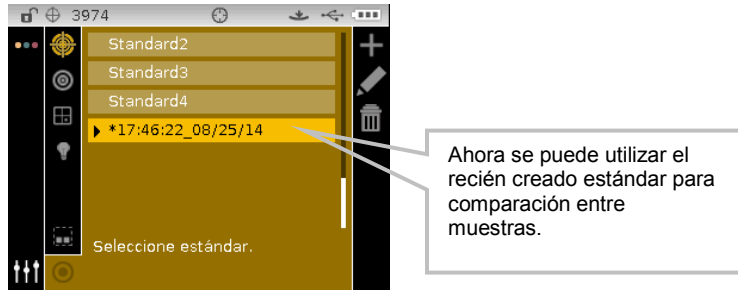 3974
Standard2
Standard3
Standard4
*17:46:22_08/25/14
Seleccione estándar.
Ahora se puede utilizar el
recién creado estándar para
comparación entre
muestras.